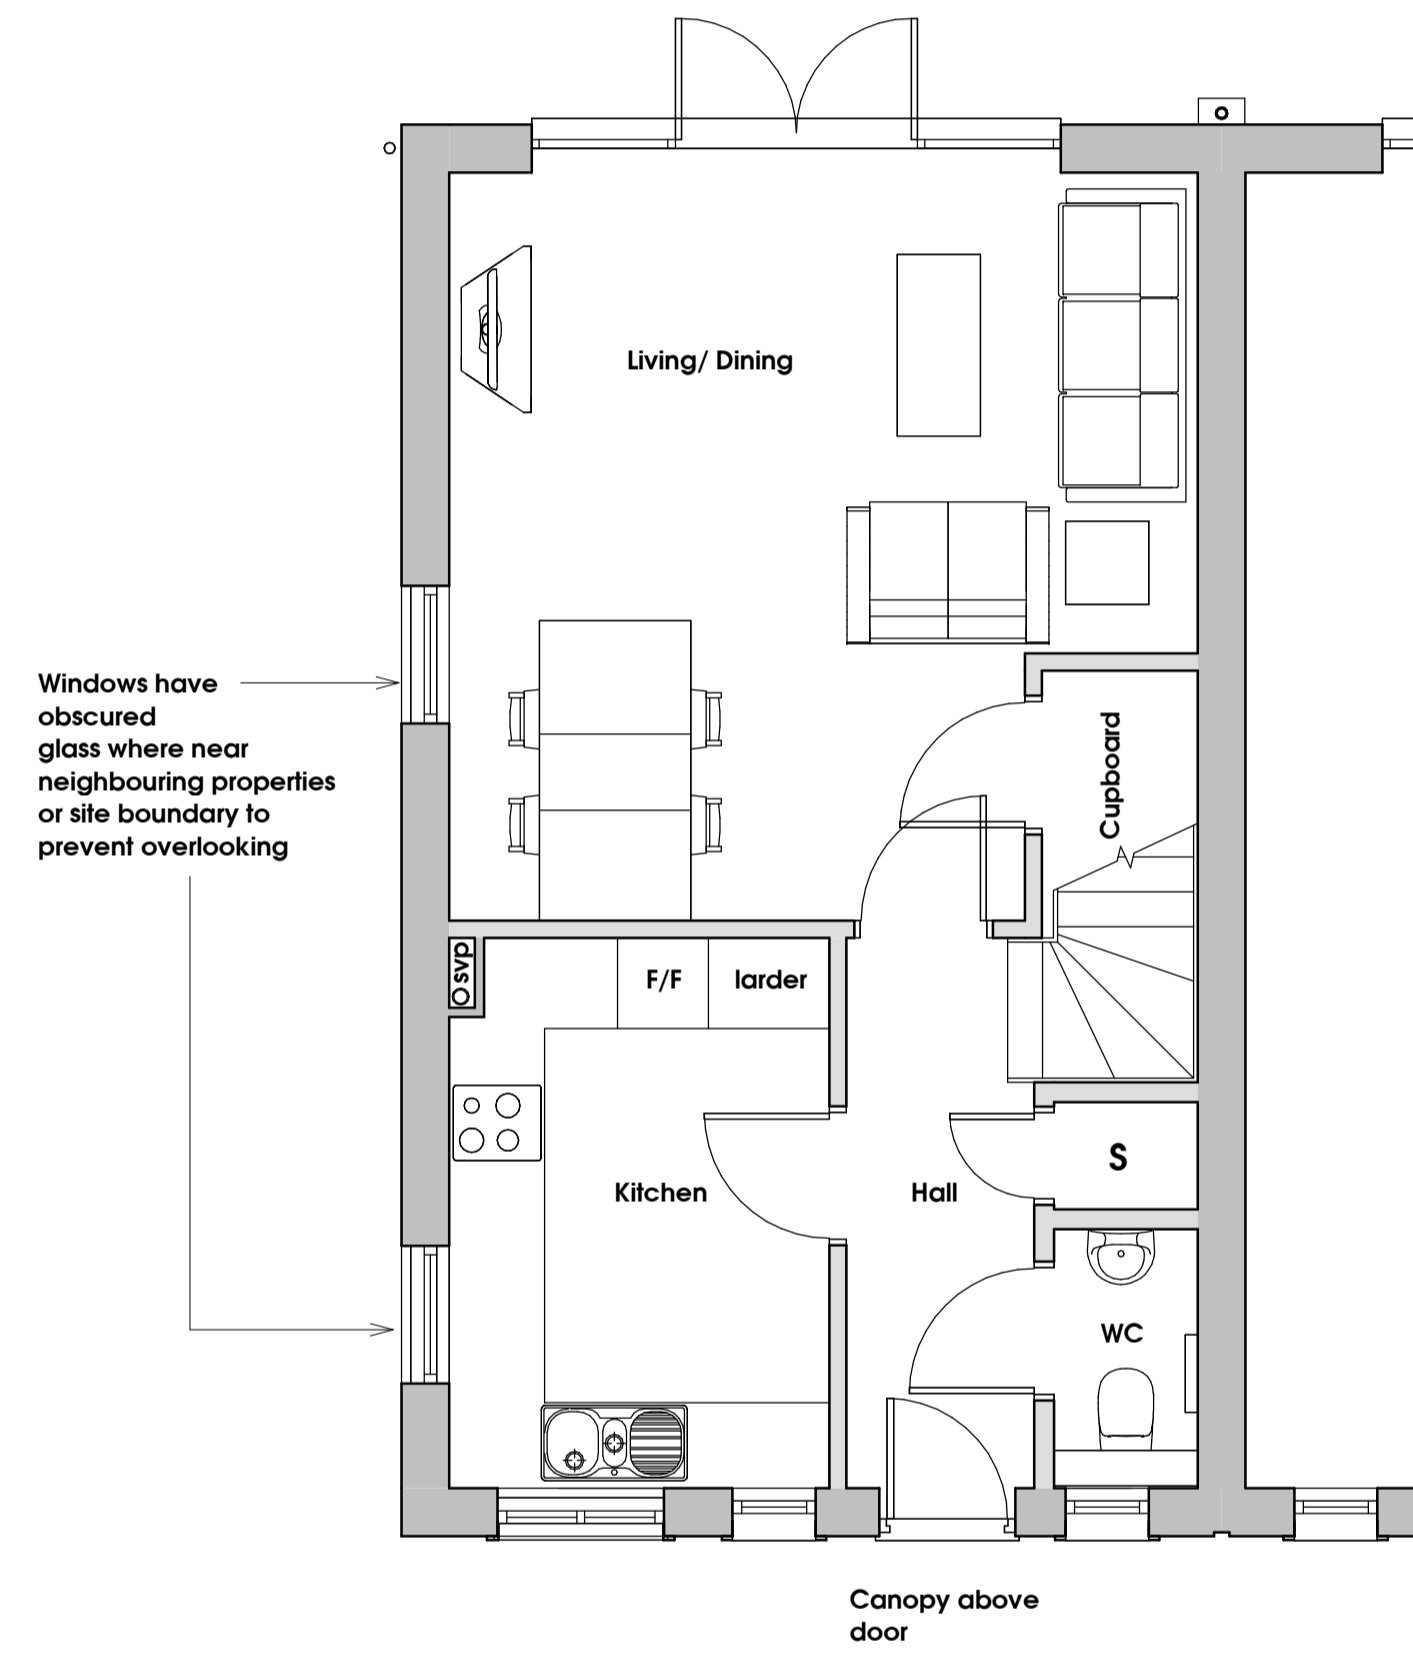 Living/ Dining
Windows have
obscured
glass where near
neighbouring properties
or site boundary to
prevent overlooking
Cupboard
svp
F/F
larder
S
Kitchen
Hall
WC
Canopy above
door